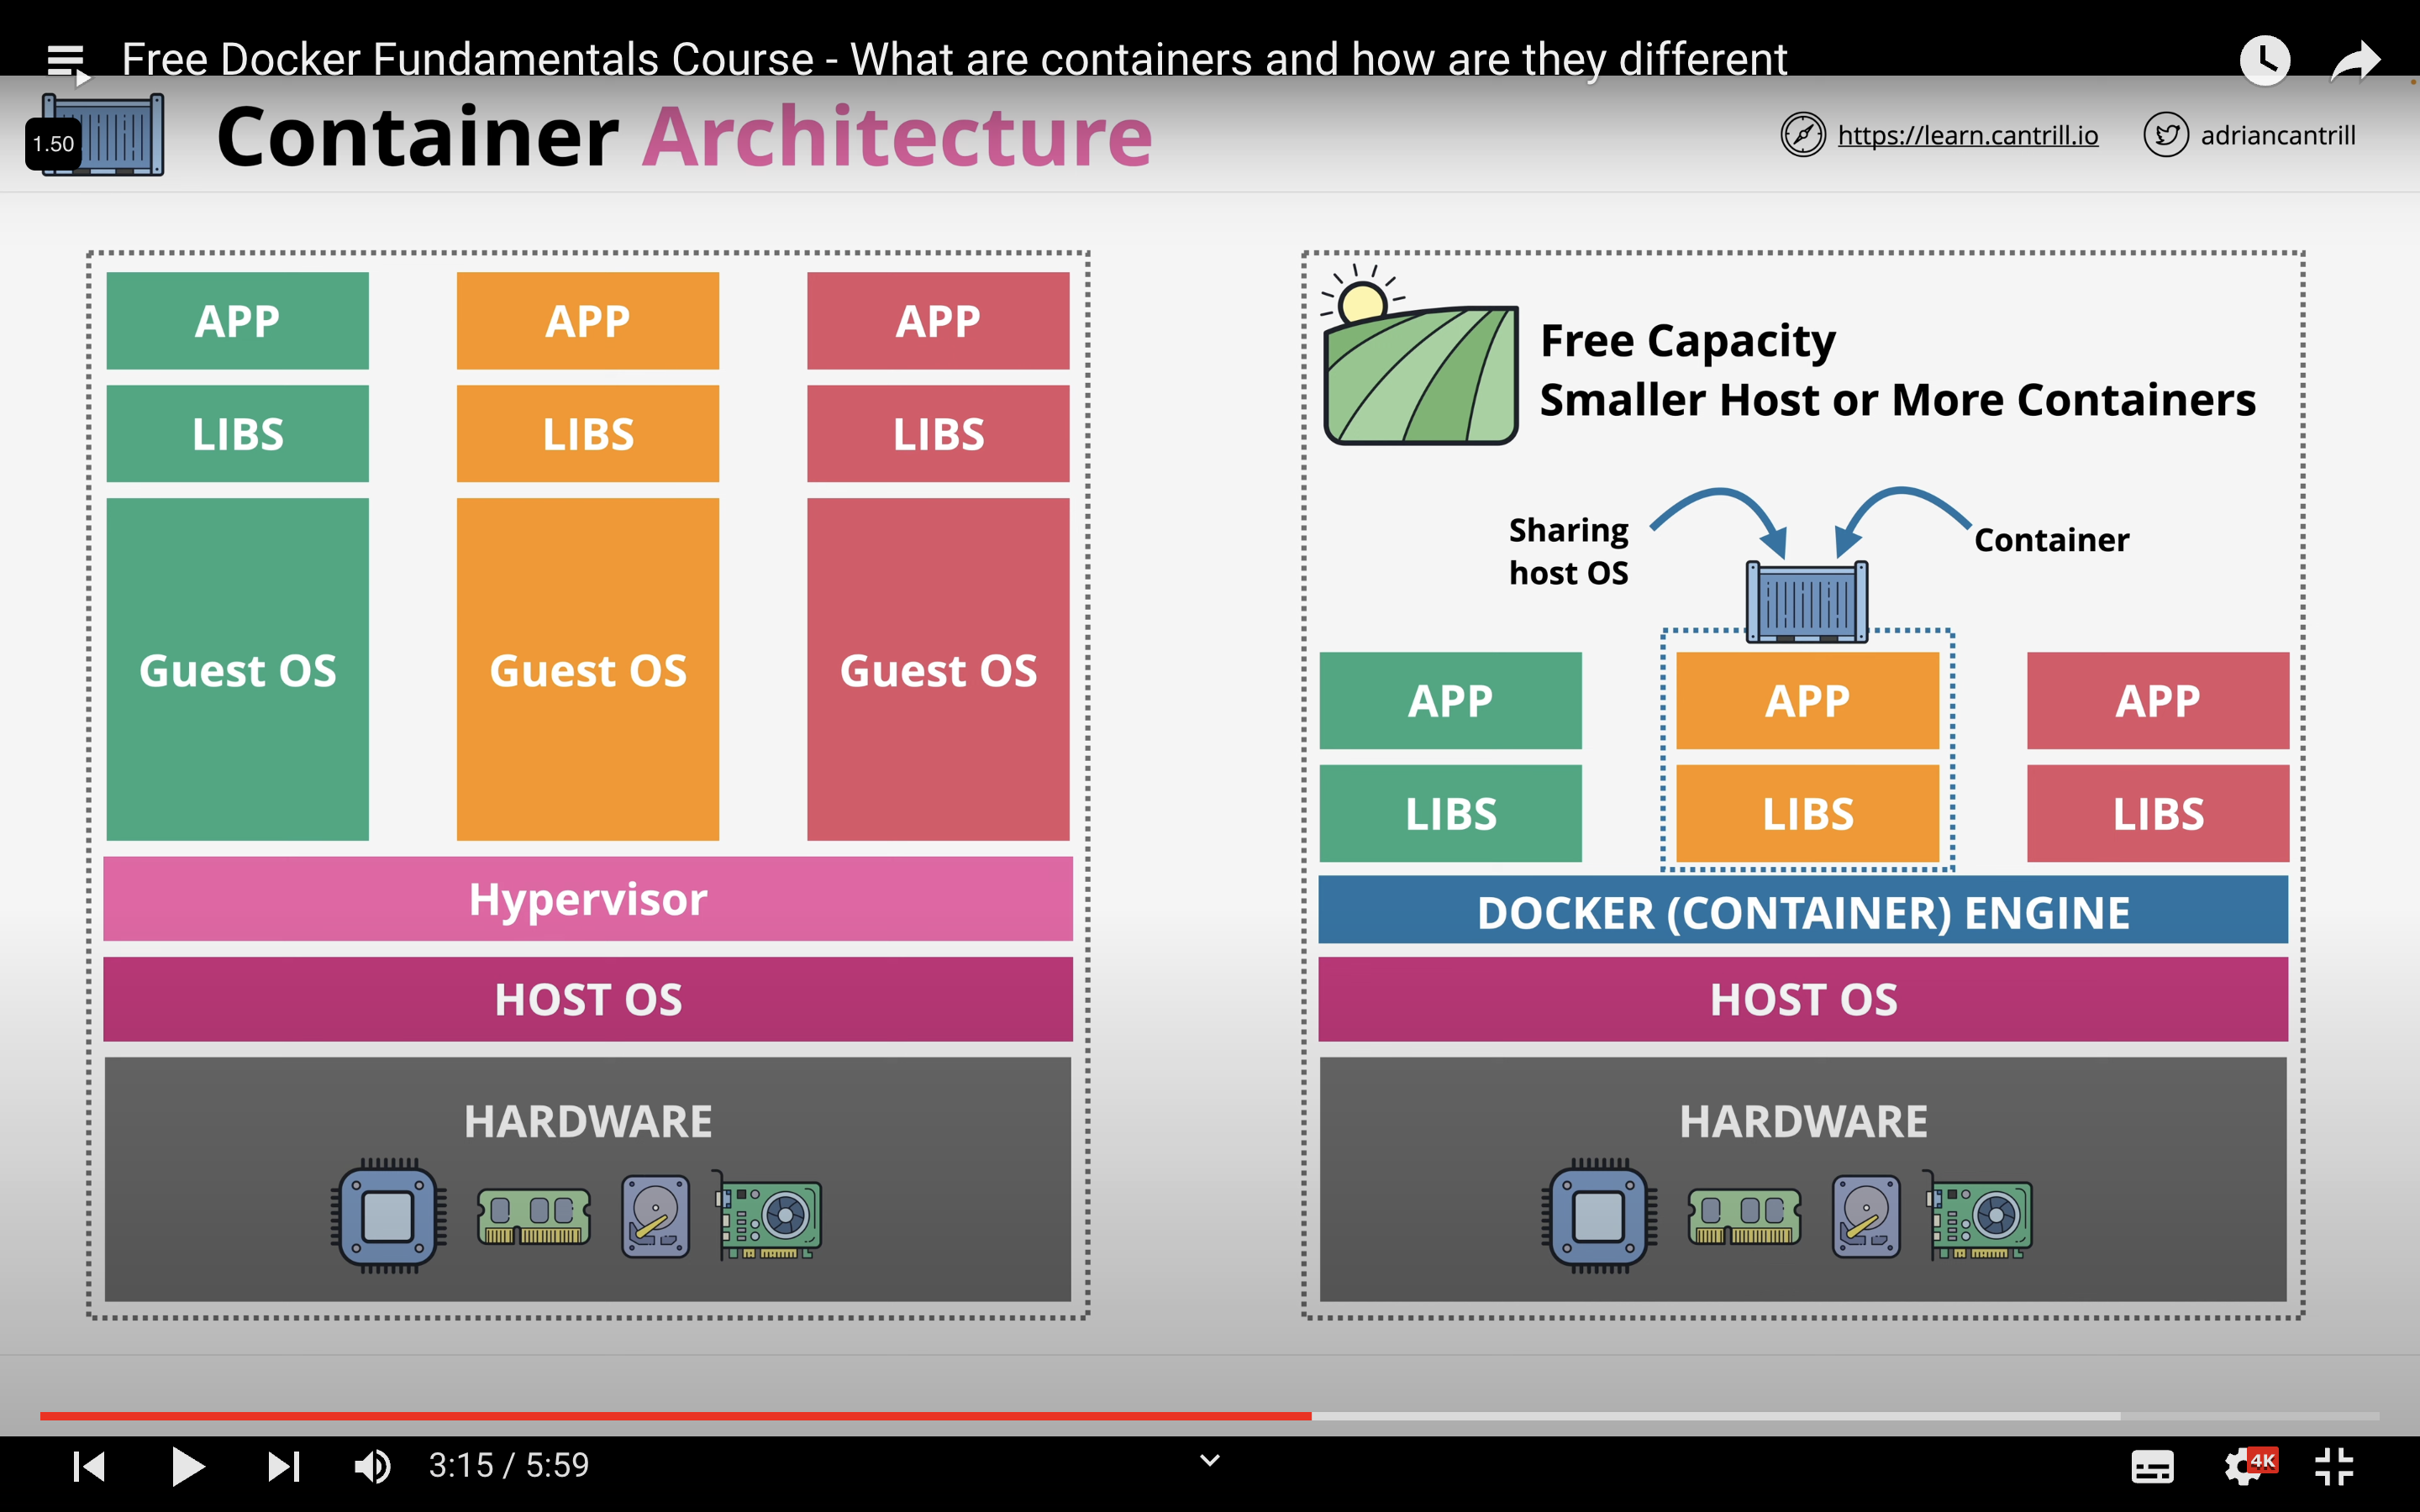 Free Docker Fundamentals Course - What are containers and how are they different
1.50
Container Architecture
https://learn.cantrill.io
adriancantrill
APP
APP
APP
LIBS
LIBS
LIBS
Guest OS
Guest OS
Guest OS
Hypervisor
HOST OS
HARDWARE
Free Capacity
Smaller Host or More Containers
Sharing
host OS
Container
APP
APP
APP
LIBS
LIBS
LIBS
DOCKER (CONTAINER) ENGINE
HOST OS
HARDWARE
3:15 / 5:59
4K